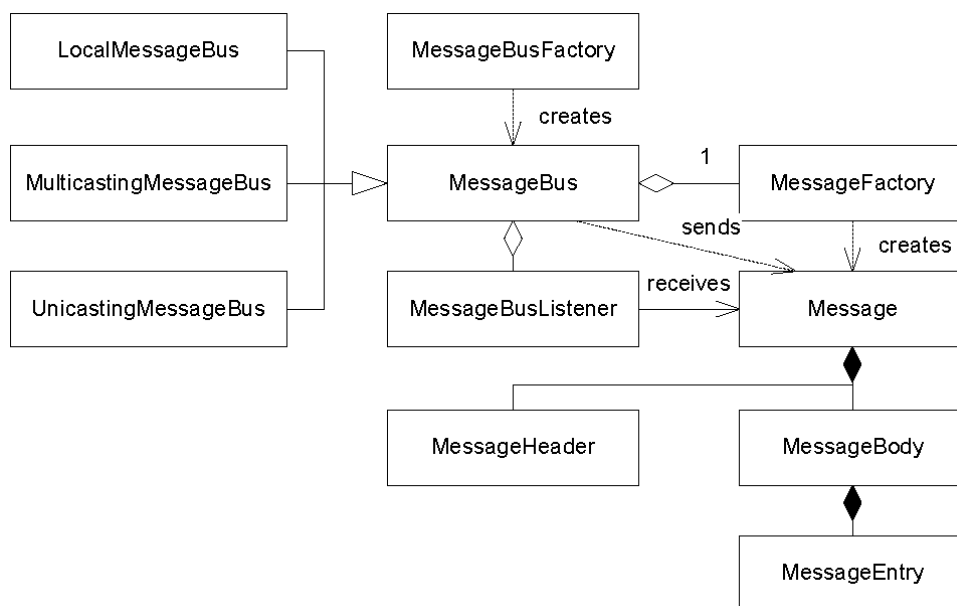 LocalMessageBus
MessageBusFactory
creates
MulticastingMessageBus
MessageBus
1
MessageFactory
sends
creates
UnicastingMessageBus
MessageBusListener
receives
Message
MessageHeader
MessageBody
MessageEntry